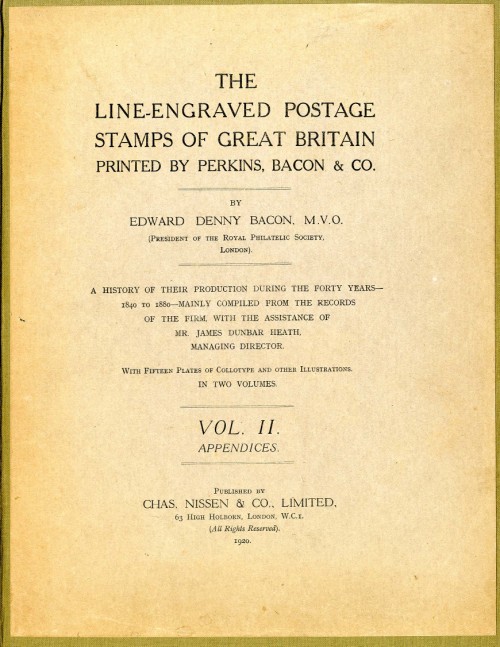 THE
LINE-ENGRAVED POSTAGE
STAMPS OF GREAT BRITAIN
PRINTED BY PERKINS, BACON & CO.
BY
EDWARD DENNY BACON, M.V.O.
(President of the Royal Philatelic Society,
London).
A HISTORY OF THEIR PRODUCTION DURING THE FORTY YEARS—
1840 TO 1880—MAINLY COMPILED FROM THE RECORDS
OF THE FIRM, WITH THE ASSISTANCE OF
MR. JAMES DUNBAR HEATH,
MANAGING DIRECTOR.
With Fifteen Plates of Collotype and other Illustrations.
IN TWO VOLUMES.
VOL. II.
APPENDICES.
Published by
CHAS. NISSEN & CO., LIMITED,
63 High Holborn, London, W.C.1.
(All Rights Reserved).
1920.